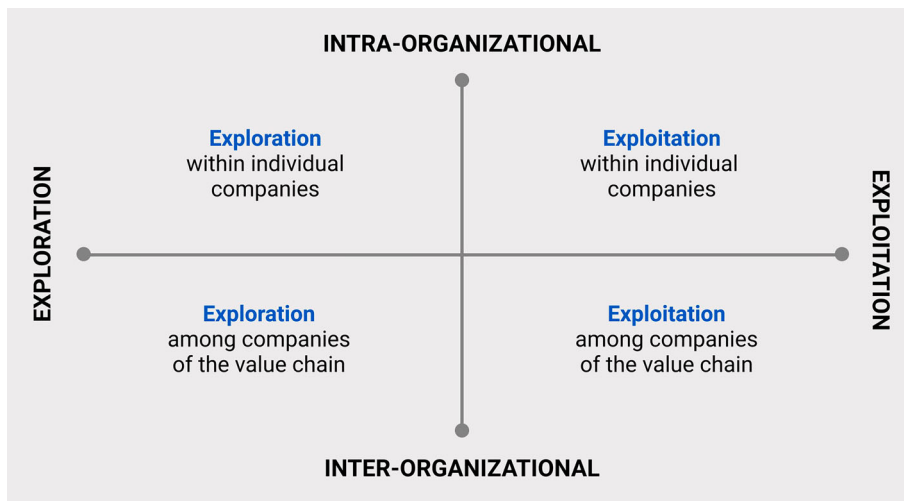 INTRA-ORGANIZATIONAL
Exploration
within individual
companies
Exploitation
within individual
companies
EXPLORATION
EXPLOITATION
Exploration
among companies
of the value chain
Exploitation
among companies
of the value chain
INTER-ORGANIZATIONAL